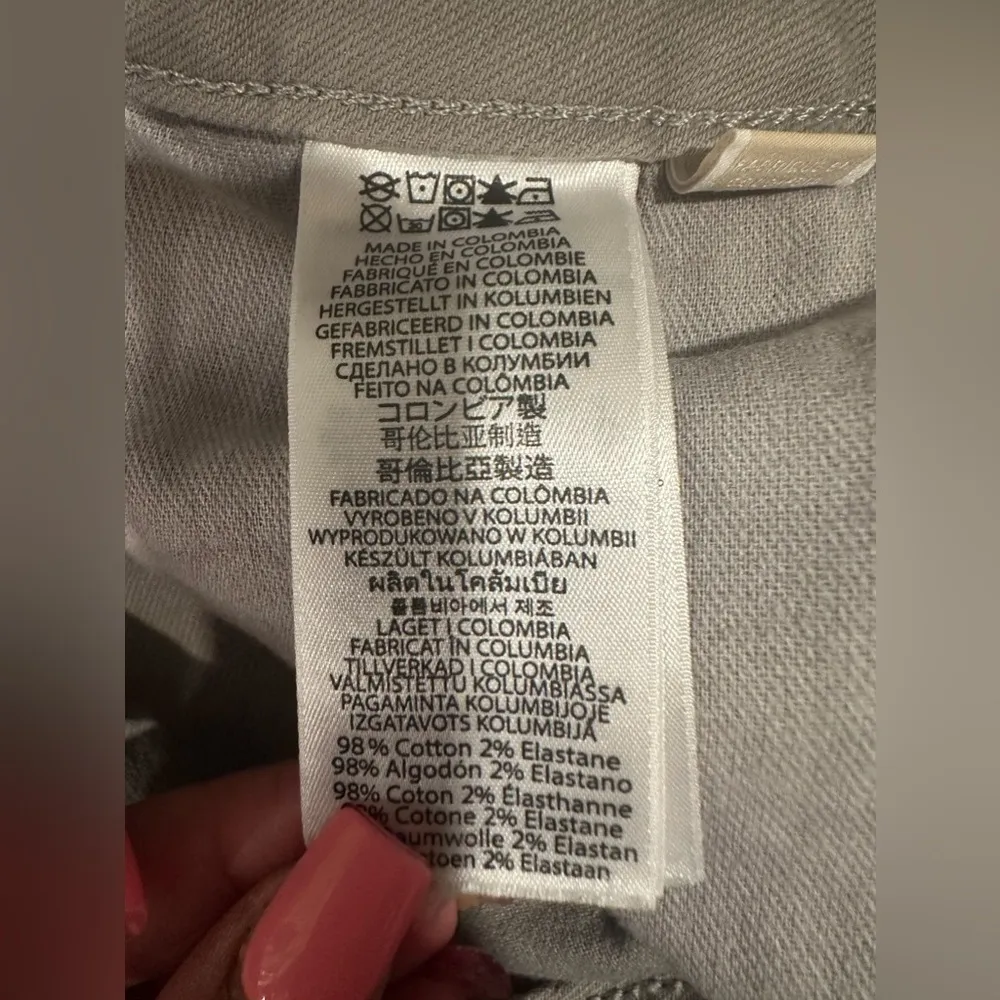 FABRIQUÉ
30
MADE IN COLOMBIA
HECHO EN COLOMBIA
FABRIQUÉ EN COLOMBIE
FABBRICATO IN COLOMBIA
HERGESTELLT IN KOLUMBIEN
GEFABRICEERD IN COLOMBIA
FREMSTILLET I COLOMBIA
СДЕЛАНО В КОЛУМБИИ
FEITO NA COLÔMBIA
コロンビア製
哥伦比亚制造
哥倫比亞製造
FABRICADO NA COLÔMBIA
VYROBENO V KOLUMBII
WYPRODUKOWANO W KOLUMBII
KÉSZÜLT KOLUMBIÁBAN
ผลิตในโคลัมเบีย
콜롬비아에서 제조
LAGET I COLOMBIA
FABRICAT ÎN COLUMBIA
TILLVERKAD I COLOMBIA
VALMISTETTU KOLUMBIASSA
PAGAMINTA KOLUMBIJOJE
IZGATAVOTS KOLUMBIJĀ
98% Cotton 2% Elastane
98% Algodón 2% Elastano
98% Coton 2% Élasthanne
Cotone 2% Elastane
2% Elastan
2% Elastaan